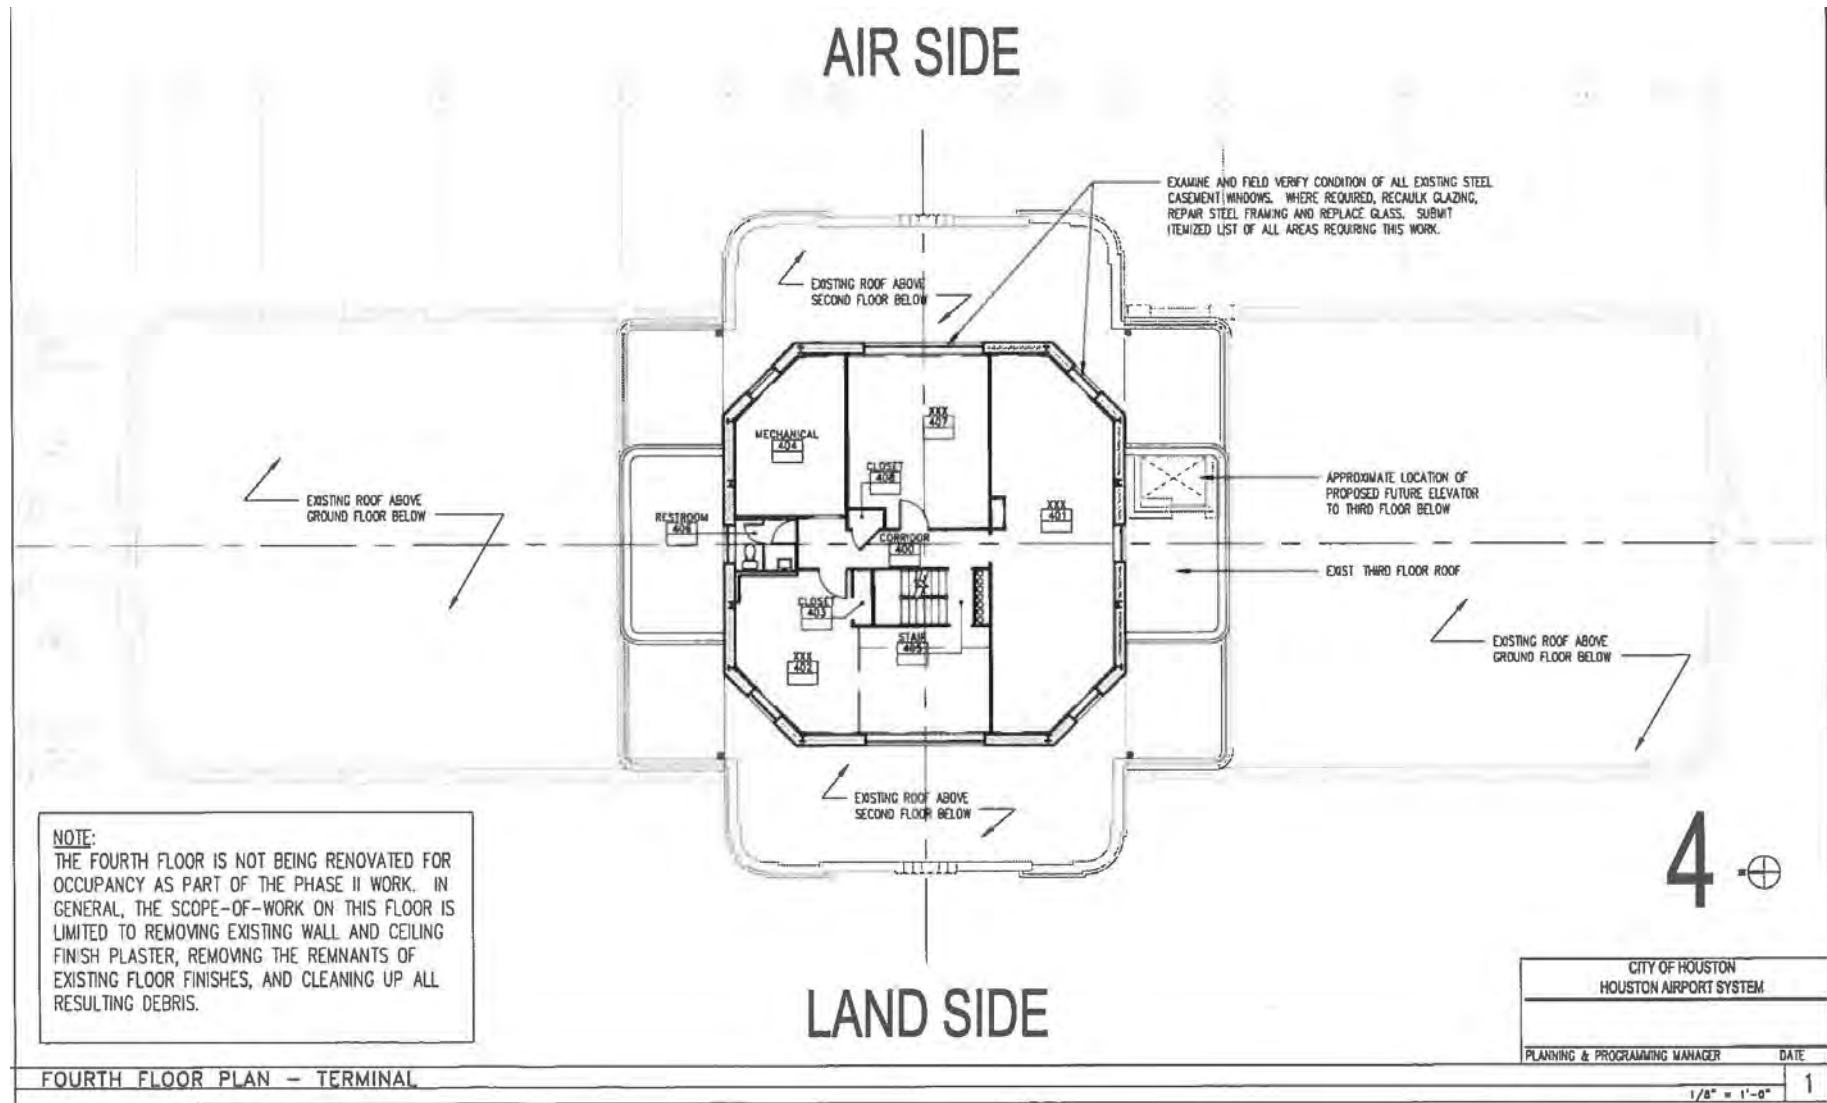 AIR SIDE
EXAMINE AND FIELD VERIFY CONDITION OF ALL EXISTING STEEL
CASEMENT WINDOWS. WHERE REQUIRED, RECAULK GLAZING,
REPAIR STEEL FRAMING AND REPLACE GLASS. SUBMIT
ITEMIZED LIST OF ALL AREAS REQUIRING THIS WORK.
EXISTING ROOF ABOVE
SECOND FLOOR BELOW
XXX
407
MECHANICAL
404
CLOSET
408
XXX
401
RESTROOM
406
CORRIDOR
400
CLOSET
403
STAIR
405
XXX
402
EXISTING ROOF ABOVE
GROUND FLOOR BELOW
APPROXIMATE LOCATION OF
PROPOSED FUTURE ELEVATOR
TO THIRD FLOOR BELOW
EXIST THIRD FLOOR ROOF
EXISTING ROOF ABOVE
GROUND FLOOR BELOW
EXISTING ROOF ABOVE
SECOND FLOOR BELOW
NOTE:
THE FOURTH FLOOR IS NOT BEING RENOVATED FOR
OCCUPANCY AS PART OF THE PHASE II WORK. IN
GENERAL, THE SCOPE-OF-WORK ON THIS FLOOR IS
LIMITED TO REMOVING EXISTING WALL AND CEILING
FINISH PLASTER, REMOVING THE REMNANTS OF
EXISTING FLOOR FINISHES, AND CLEANING UP ALL
RESULTING DEBRIS.
4
LAND SIDE
CITY OF HOUSTON
HOUSTON AIRPORT SYSTEM
PLANNING & PROGRAMMING MANAGER DATE
FOURTH FLOOR PLAN - TERMINAL
1/8" = 1'-0"
1